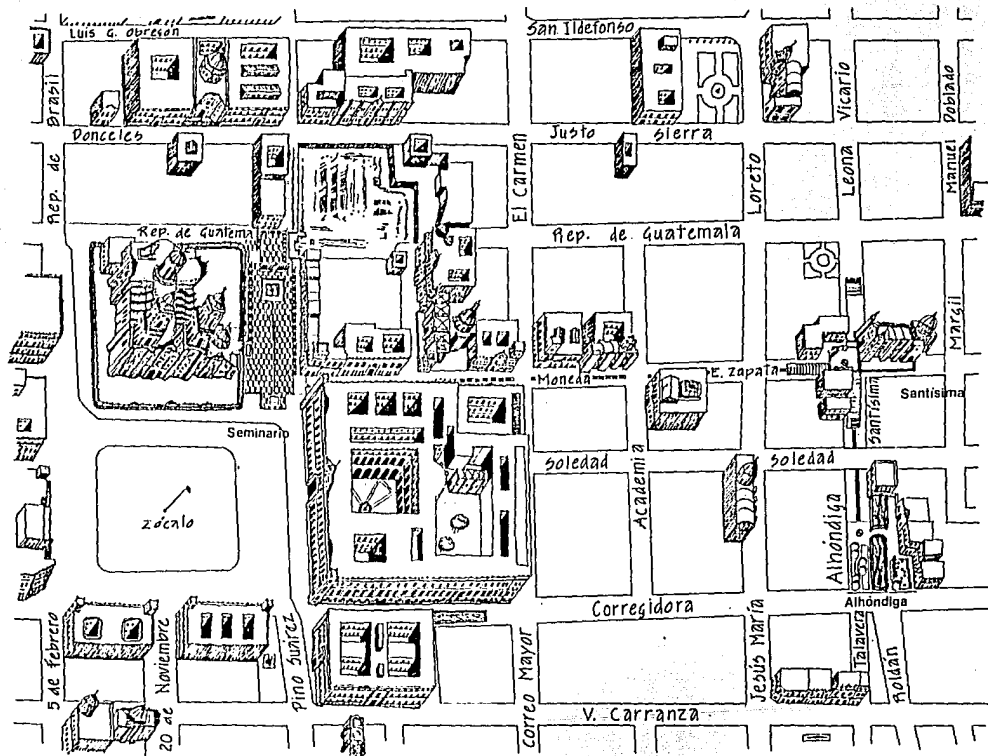 Luis G. Obregón
San Ildefonso
Brasil
Vicario
Doblado
Donceles
Justo Sierra
Rep. de
El Carmen
Loreto
Leona
Manuel
Rep. de Guatemala
Rep. de Guatemala
Margil
Moneda
E. Zapata
Santísima
Santísima
Seminario
Soledad
Soledad
Academia
Zócalo
Alhóndiga
Alhóndiga
Corregidora
5 de Febrero
20 de Noviembre
Pino Suárez
Correo Mayor
Jesús María
Talavera
Roldán
V. Carranza